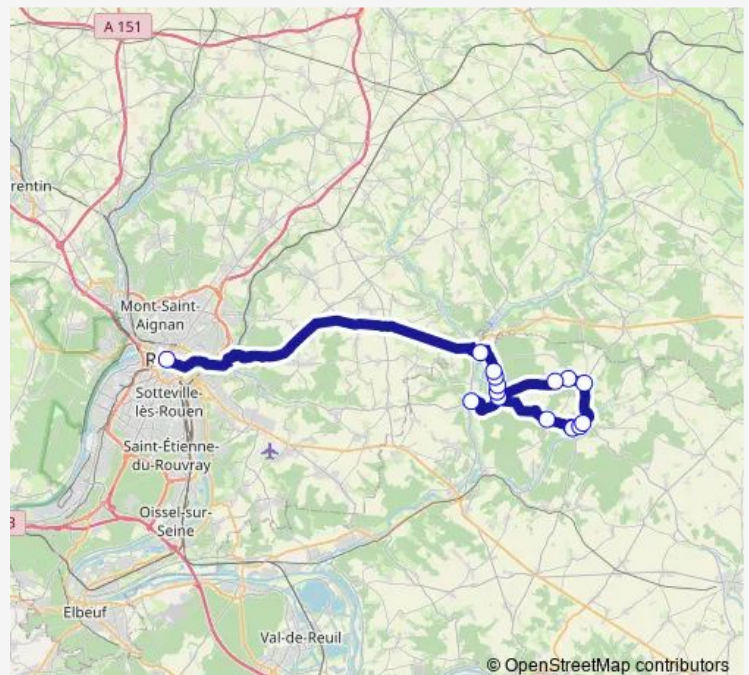 A 151
rentin
Mont-Saint-
Aignan
R
Sotteville-
lès-Rouen
Saint-Étienne-
du-Rouvray
Oissel-sur-
Seine
3
Elbeuf
Val-de-Reuil
© OpenStreetMap contributors